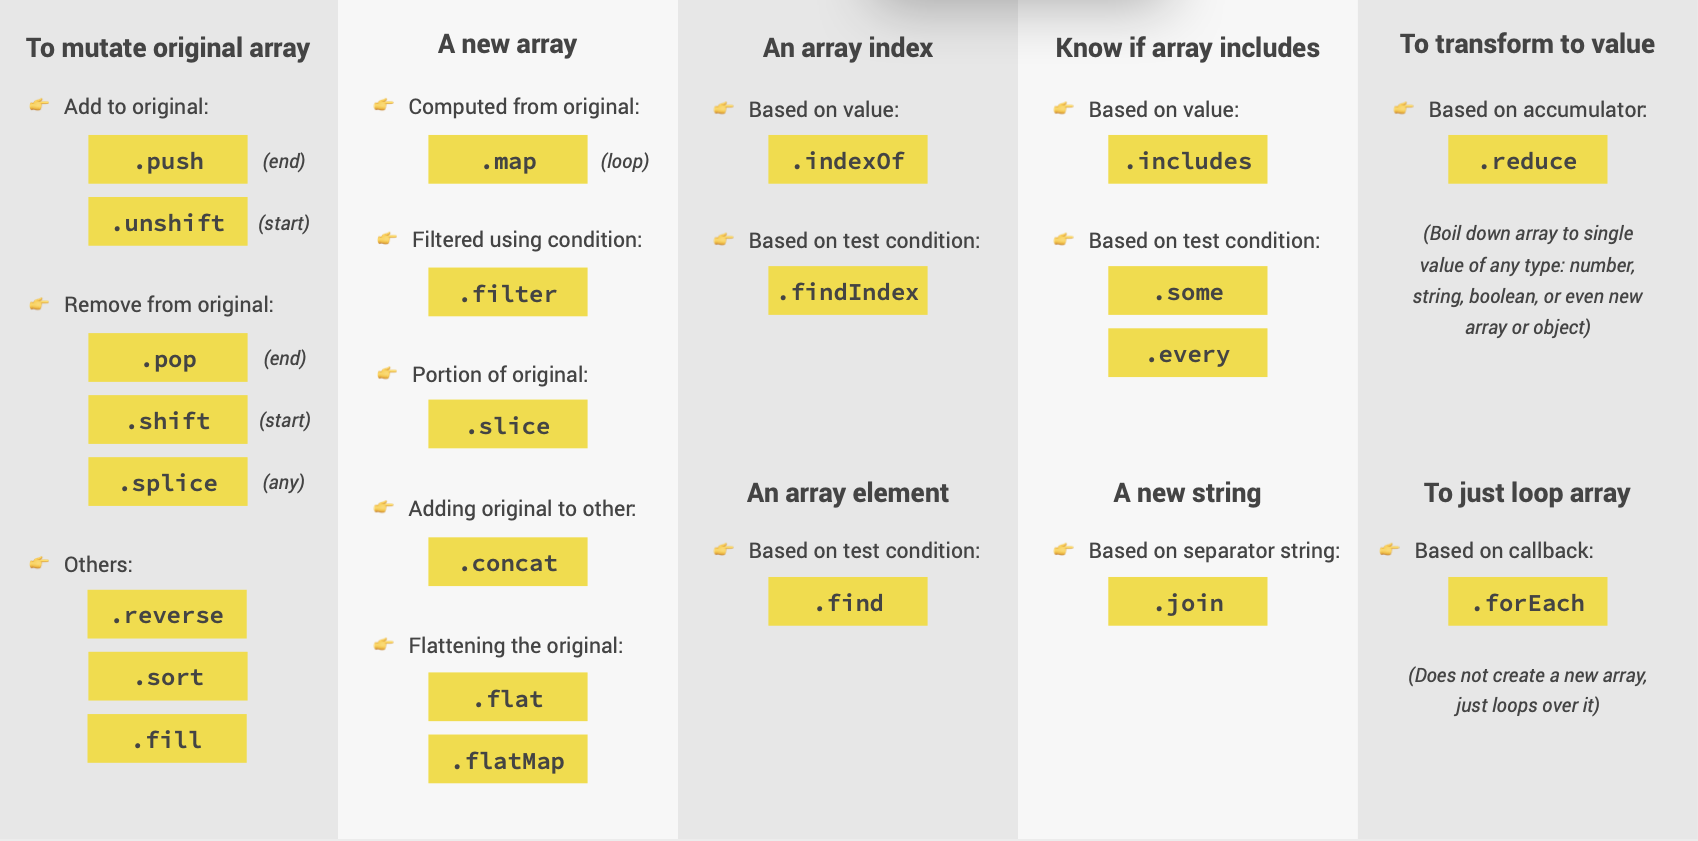 To mutate original array
Add to original:
.push (end)
.unshift (start)
Remove from original:
.pop (end)
.shift (start)
.splice (any)
Others:
.reverse
.sort
.fill
A new array
Computed from original:
.map (loop)
Filtered using condition:
.filter
Portion of original:
.slice
Adding original to other:
.concat
Flattening the original:
.flat
.flatMap
An array index
Based on value:
.indexOf
Based on test condition:
.findIndex
An array element
Based on test condition:
.find
Know if array includes
Based on value:
.includes
Based on test condition:
.some
.every
A new string
Based on separator string:
.join
To transform to value
Based on accumulator:
.reduce
(Boil down array to single
value of any type: number,
string, boolean, or even new
array or object)
To just loop array
Based on callback:
.forEach
(Does not create a new array,
just loops over it)